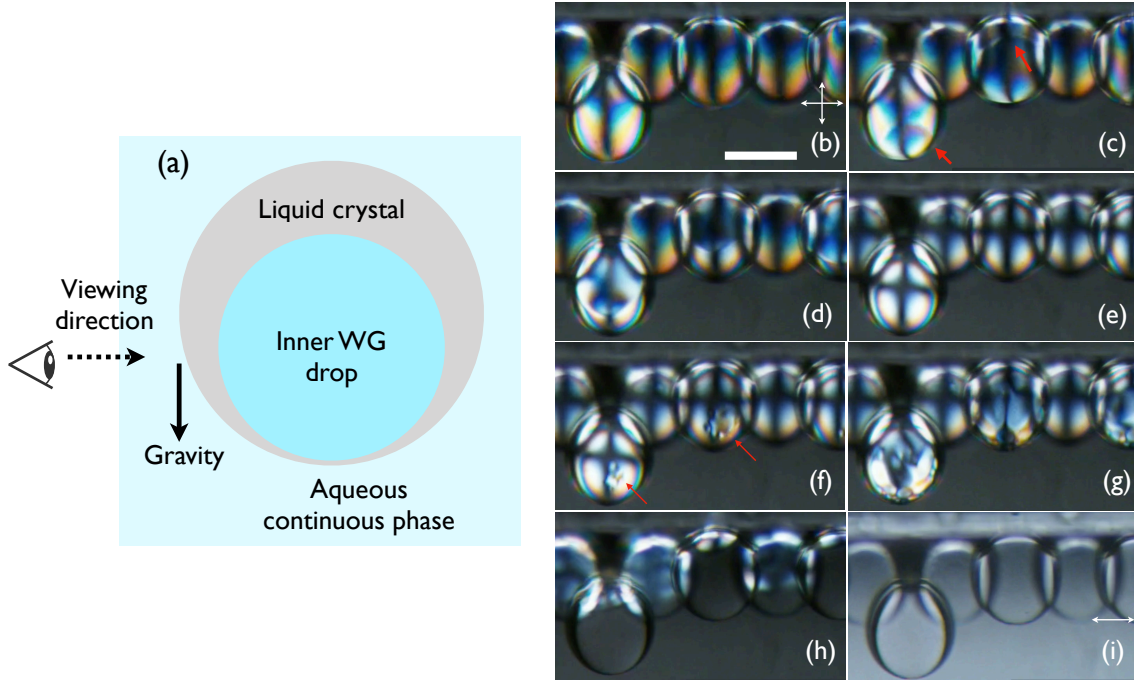 (a)
Liquid crystal
Viewing
direction
Inner WG
drop
Gravity
Aqueous
continuous phase
(b)
(c)
(d)
(e)
(f)
(g)
(h)
(i)